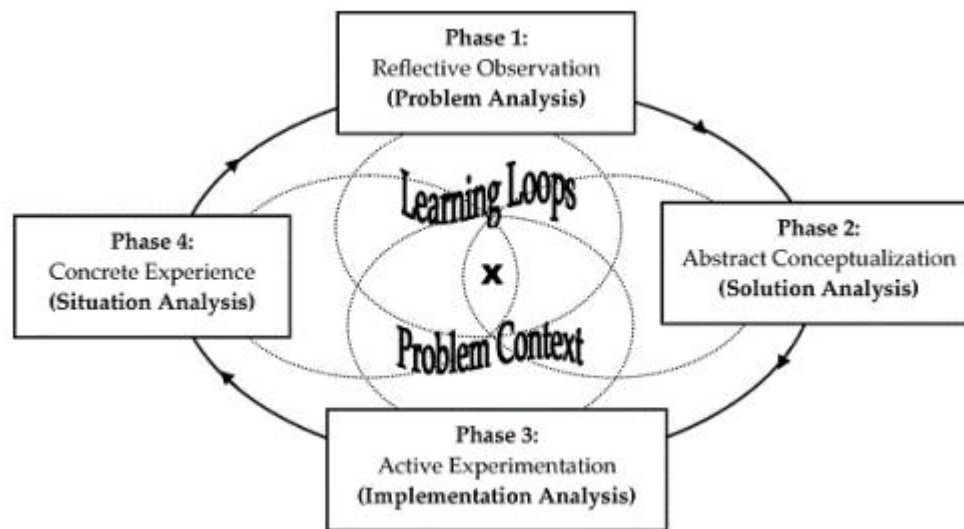 Phase 1:
Reflective Observation
(Problem Analysis)
Learning Loops
Phase 4:
Concrete Experience
(Situation Analysis)
x
Phase 2:
Abstract Conceptualization
(Solution Analysis)
Problem Context
Phase 3:
Active Experimentation
(Implementation Analysis)